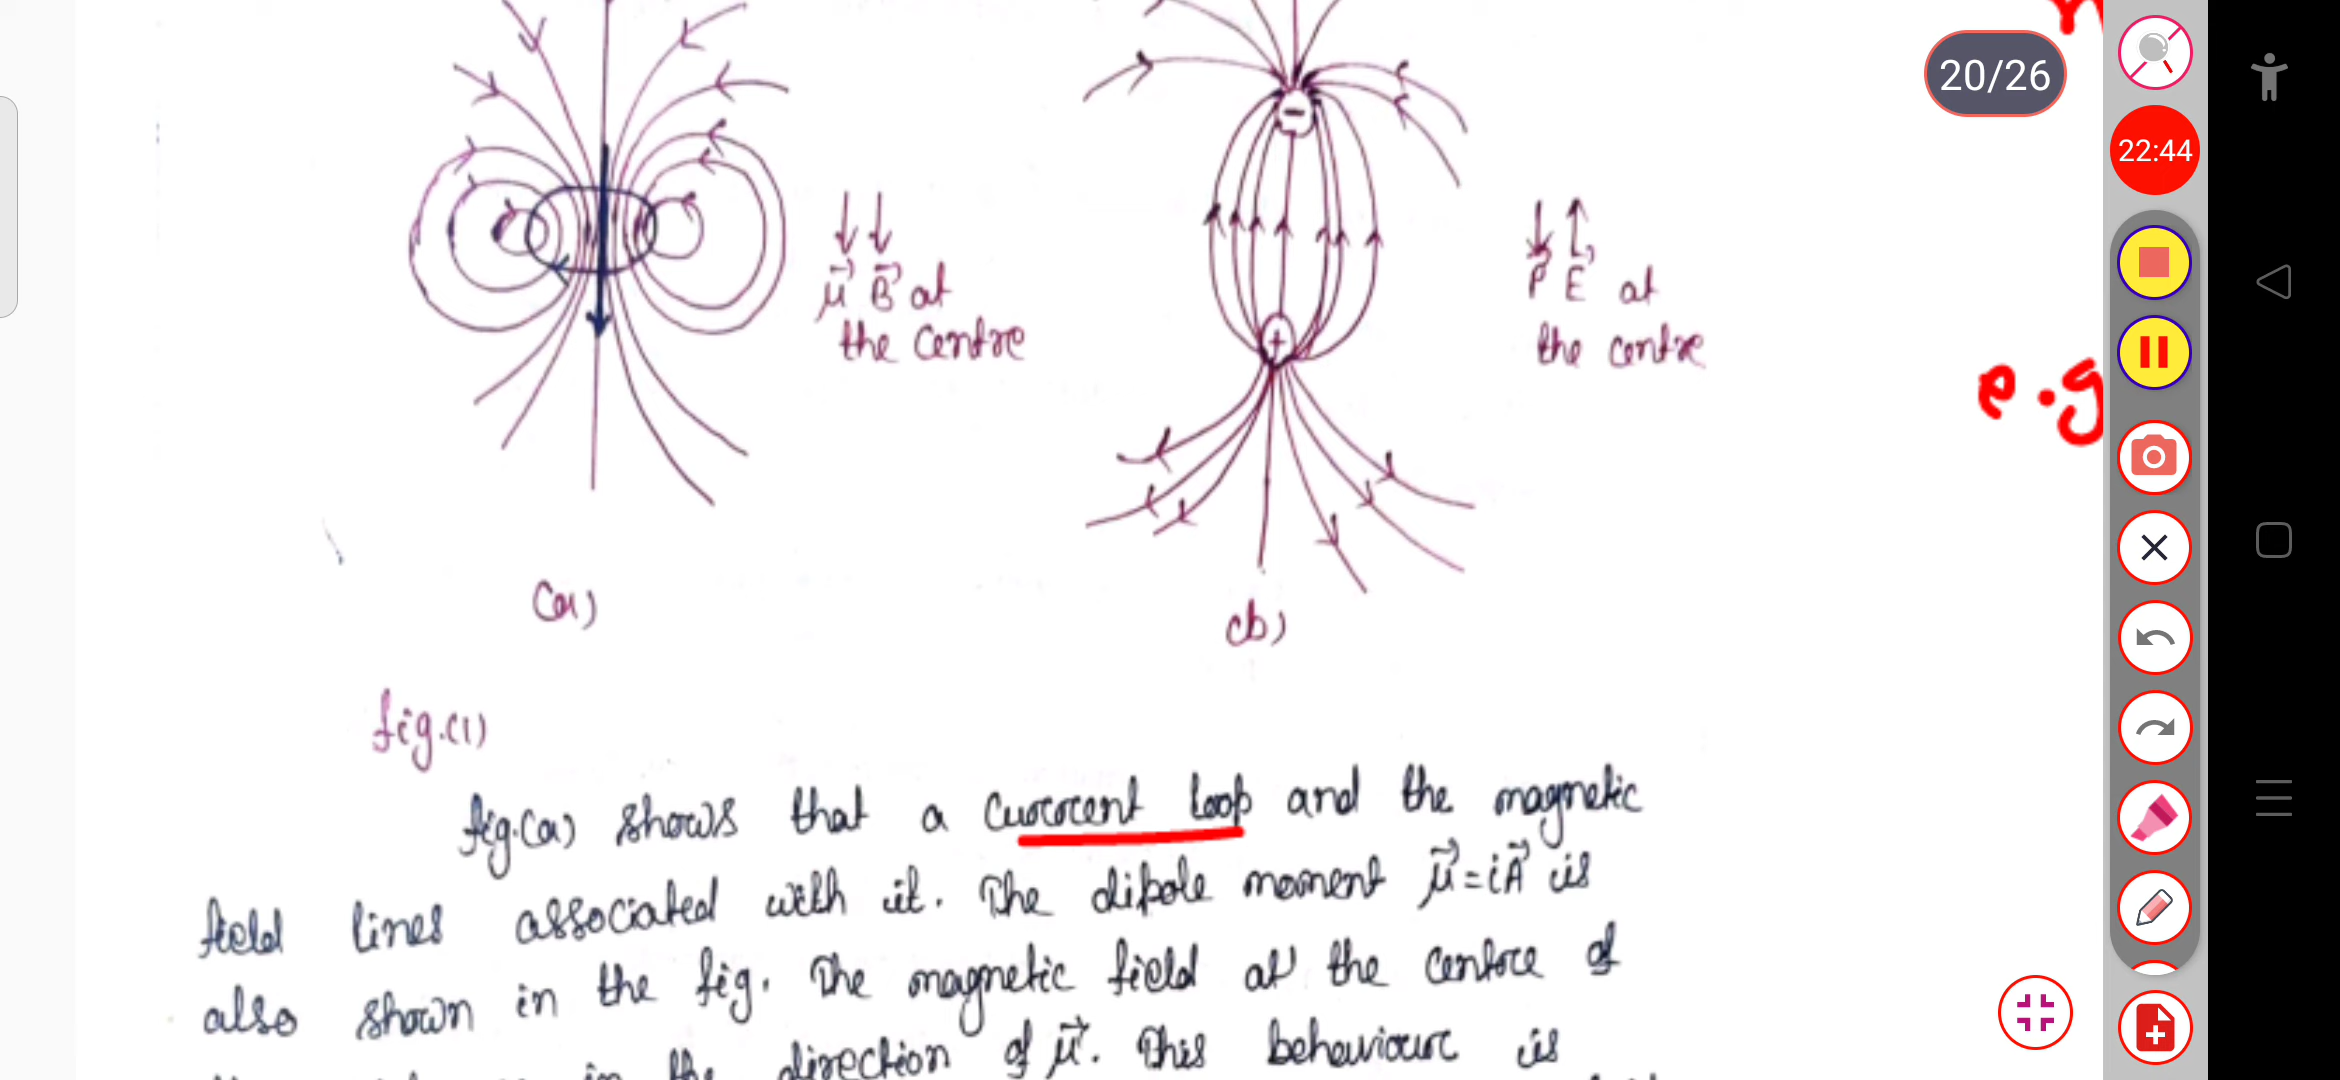 20/26
22:44
e.g
μ⃗ B⃗ at
the centre
P E at
the centre
(a)
(b)
fig.(1)
fig.(a) shows that a current loop and the magnetic
field lines associated with it. The dipole moment μ⃗ = iA⃗ is
also shown in the fig. The magnetic field at the centre of
in the direction of μ⃗. This behaviour is